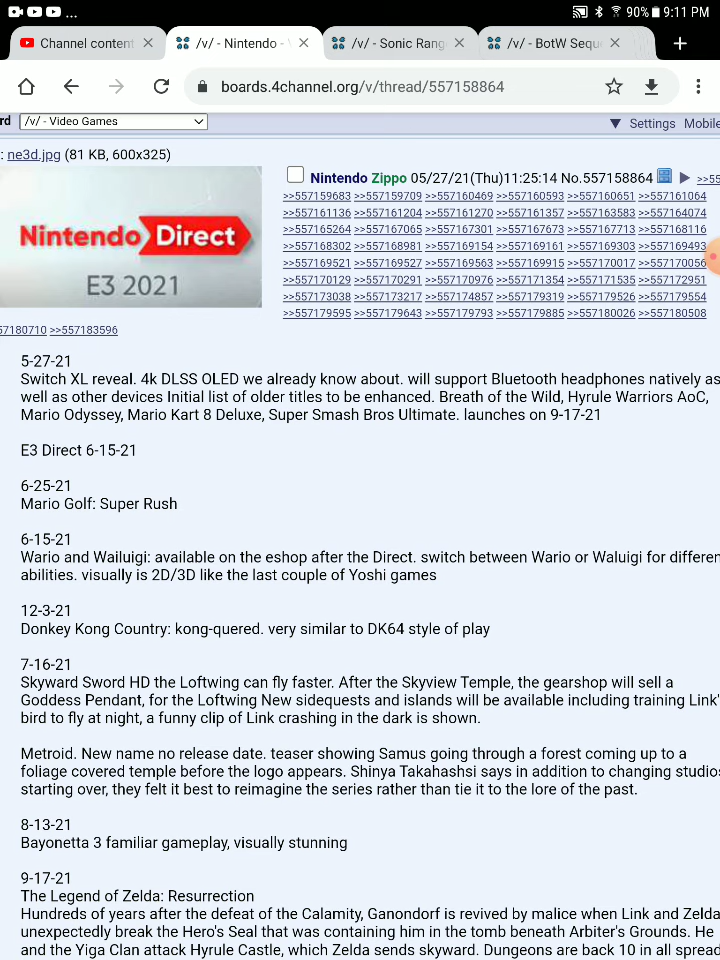 ... 90% 9:11 PM
Channel content × /v/ - Nintendo - × /v/ - Sonic Rang × /v/ - BotW Sequ × +
boards.4channel.org/v/thread/557158864
rd /v/ - Video Games ▼ Settings Mobile
: ne3d.jpg (81 KB, 600x325)
Nintendo Direct
E3 2021
Nintendo Zippo 05/27/21(Thu)11:25:14 No.557158864 ▶ >>55
>>557159683 >>557159709 >>557160469 >>557160593 >>557160651 >>557161064
>>557161136 >>557161204 >>557161270 >>557161357 >>557163583 >>557164074
>>557165264 >>557167065 >>557167301 >>557167673 >>557167713 >>557168116
>>557168302 >>557168981 >>557169154 >>557169161 >>557169303 >>557169493
>>557169521 >>557169527 >>557169563 >>557169915 >>557170017 >>557170056
>>557170129 >>557170291 >>557170976 >>557171354 >>557171535 >>557172951
>>557173038 >>557173217 >>557174857 >>557179319 >>557179526 >>557179554
>>557179595 >>557179643 >>557179793 >>557179885 >>557180026 >>557180508
57180710 >>557183596
5-27-21
Switch XL reveal. 4k DLSS OLED we already know about. will support Bluetooth headphones natively as
well as other devices Initial list of older titles to be enhanced. Breath of the Wild, Hyrule Warriors AoC,
Mario Odyssey, Mario Kart 8 Deluxe, Super Smash Bros Ultimate. launches on 9-17-21
E3 Direct 6-15-21
6-25-21
Mario Golf: Super Rush
6-15-21
Wario and Wailuigi: available on the eshop after the Direct. switch between Wario or Waluigi for differen
abilities. visually is 2D/3D like the last couple of Yoshi games
12-3-21
Donkey Kong Country: kong-quered. very similar to DK64 style of play
7-16-21
Skyward Sword HD the Loftwing can fly faster. After the Skyview Temple, the gearshop will sell a
Goddess Pendant, for the Loftwing New sidequests and islands will be available including training Link'
bird to fly at night, a funny clip of Link crashing in the dark is shown.
Metroid. New name no release date. teaser showing Samus going through a forest coming up to a
foliage covered temple before the logo appears. Shinya Takahashsi says in addition to changing studios
starting over, they felt it best to reimagine the series rather than tie it to the lore of the past.
8-13-21
Bayonetta 3 familiar gameplay, visually stunning
9-17-21
The Legend of Zelda: Resurrection
Hundreds of years after the defeat of the Calamity, Ganondorf is revived by malice when Link and Zelda
unexpectedly break the Hero's Seal that was containing him in the tomb beneath Arbiter's Grounds. He
and the Yiga Clan attack Hyrule Castle, which Zelda sends skyward. Dungeons are back 10 in all spread